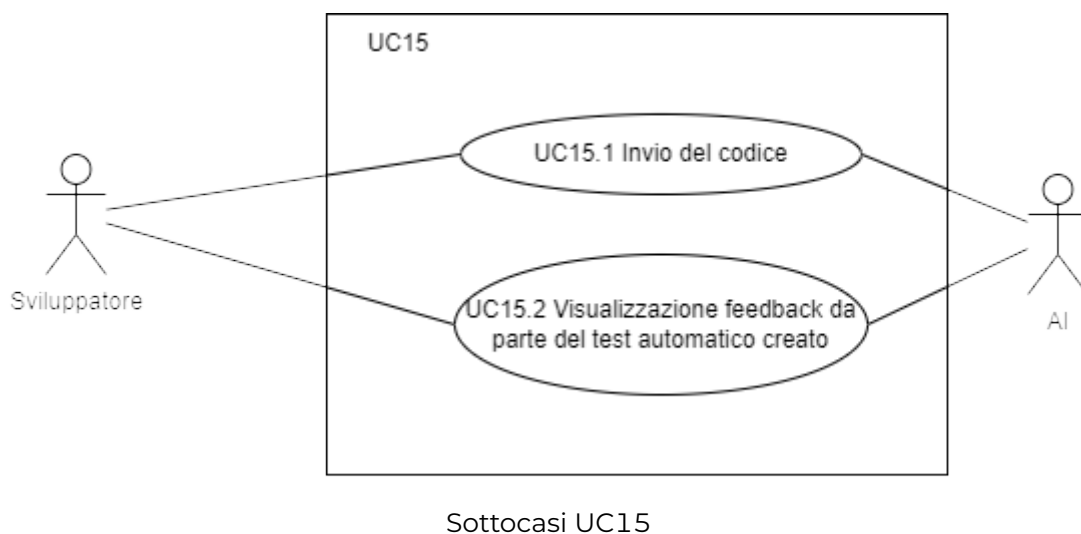 UC15
UC15.1 Invio del codice
Sviluppatore
UC15.2 Visualizzazione feedback da
parte del test automatico creato
AI
Sottocasi UC15